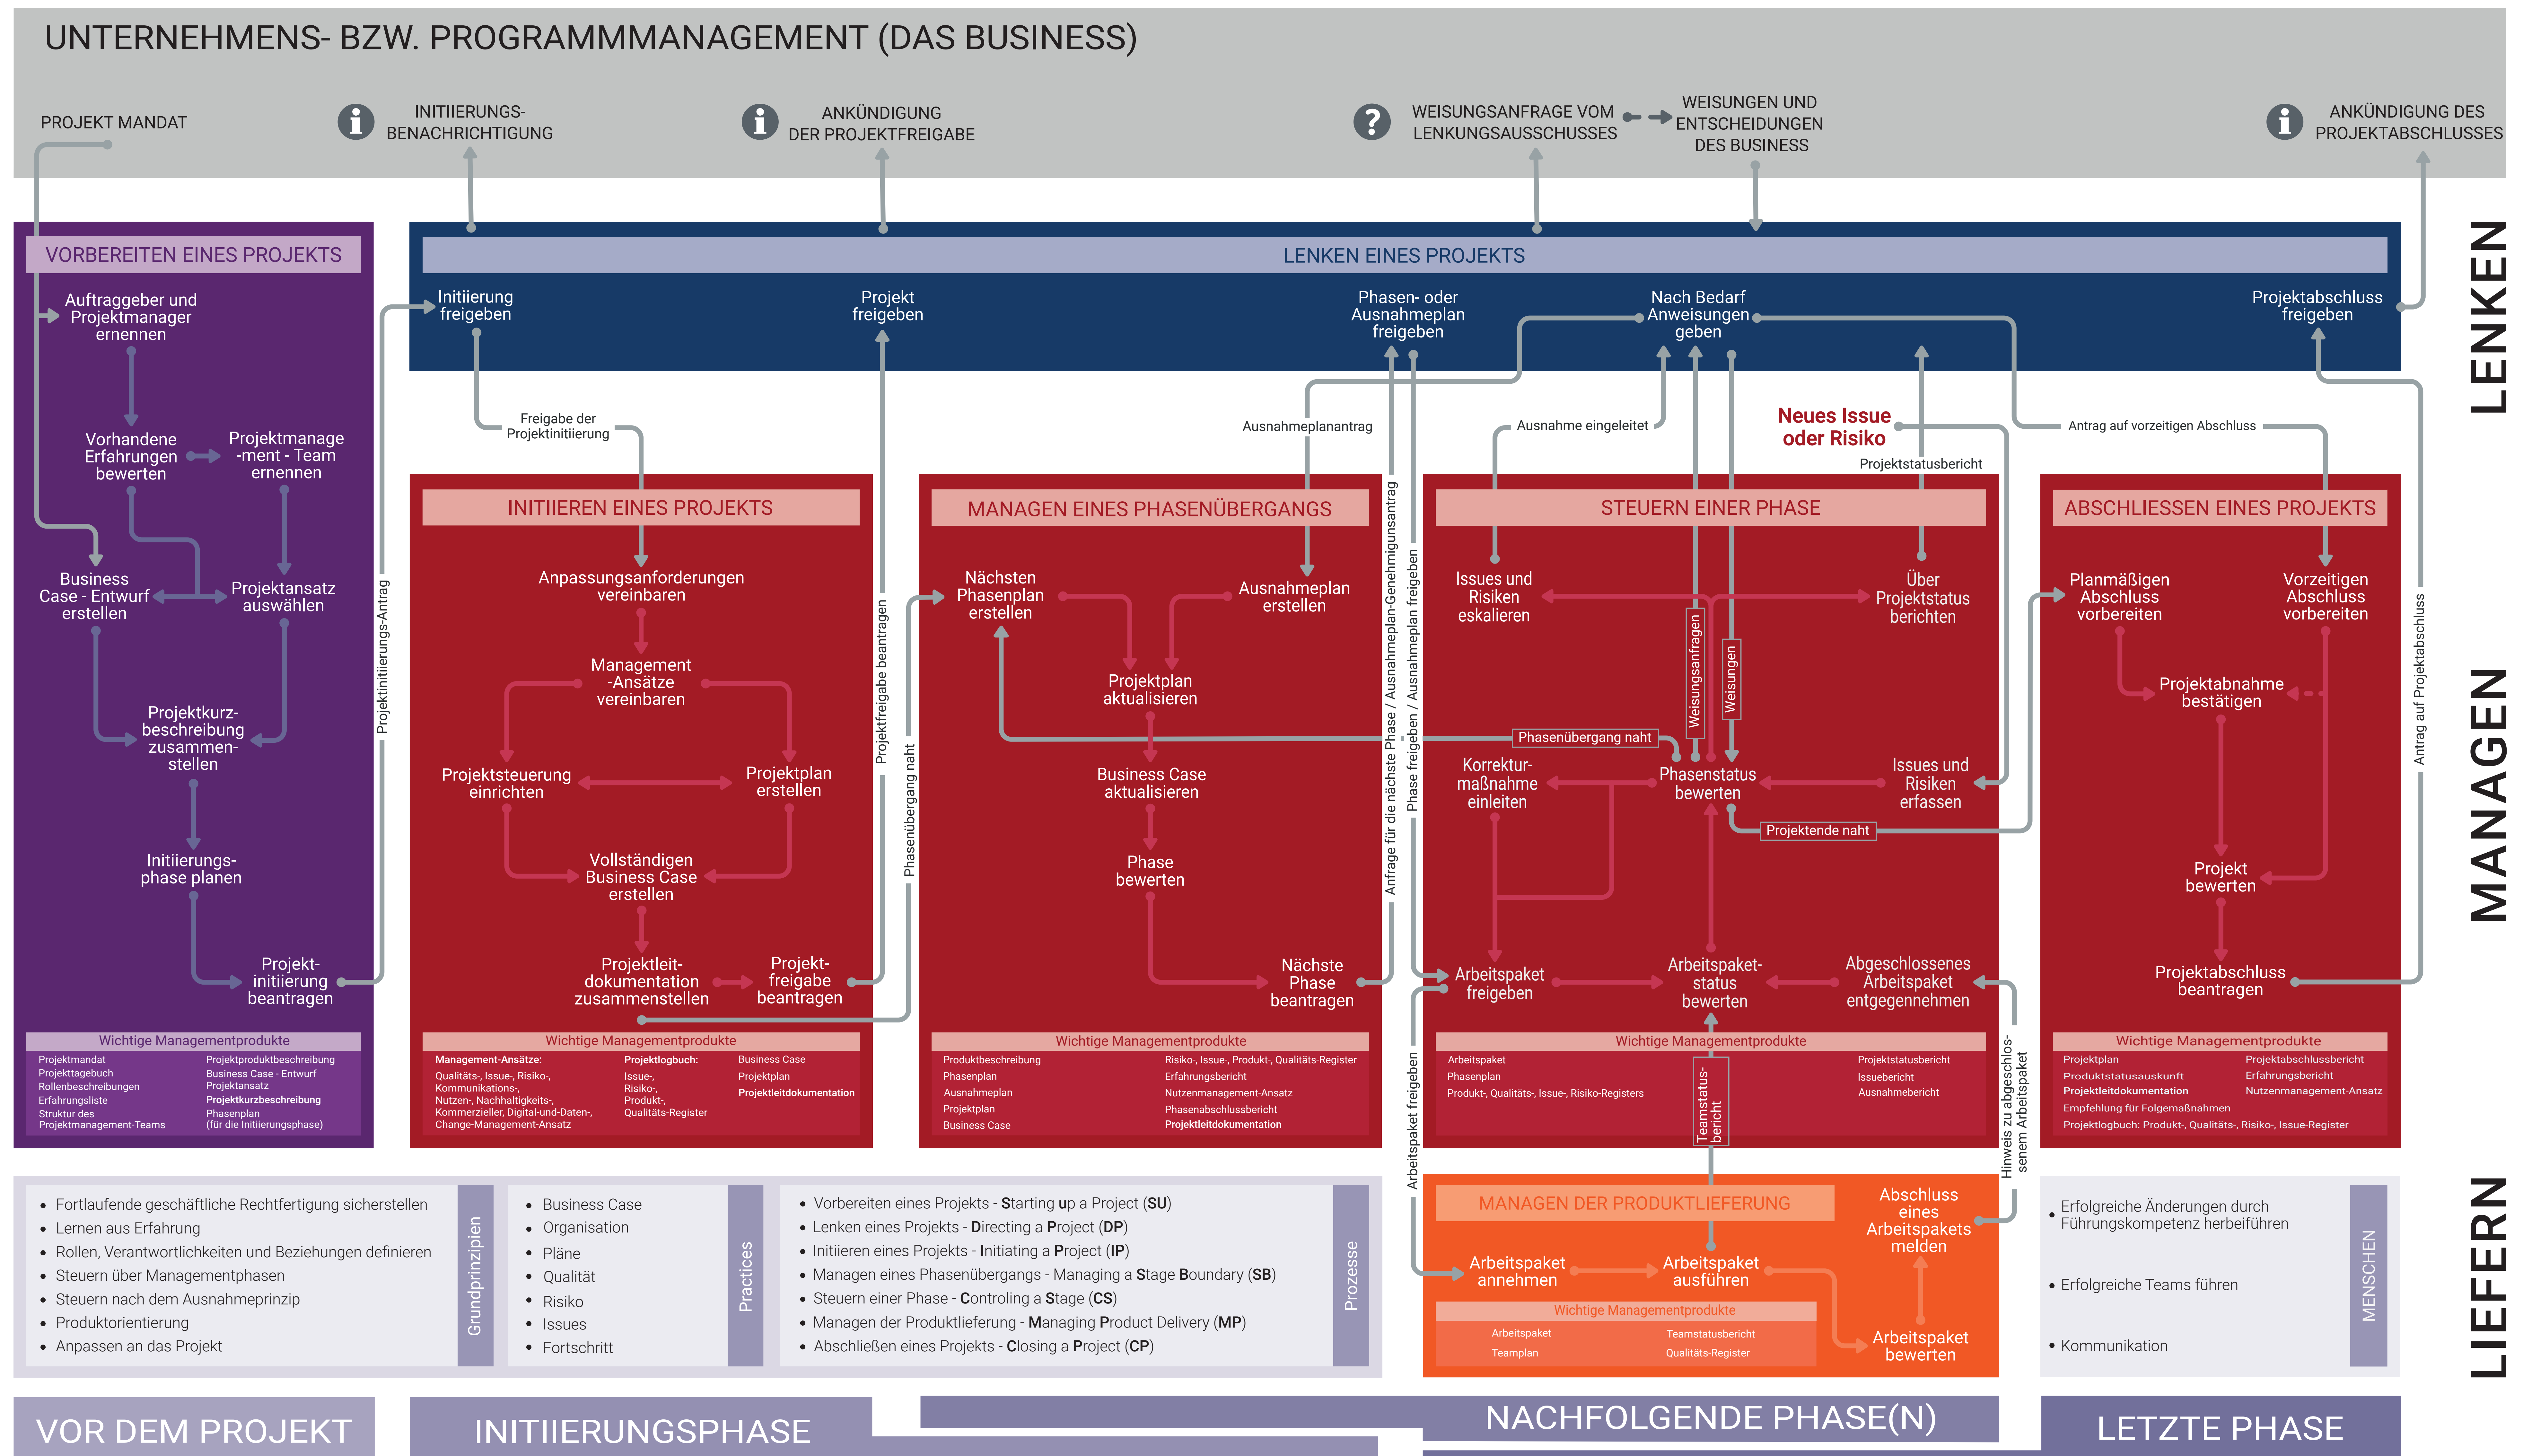 UNTERNEHMENS- BZW. PROGRAMMMANAGEMENT (DAS BUSINESS)
PROJEKT MANDAT
INITIIERUNGS-
BENACHRICHTIGUNG
ANKÜNDIGUNG
DER PROJEKTFREIGABE
?
WEISUNGSANFRAGE VOM
LENKUNGSAUSSCHUSSES
WEISUNGEN UND
ENTSCHEIDUNGEN
DES BUSINESS
ANKÜNDIGUNG DES
PROJEKTABSCHLUSSES
VORBEREITEN EINES PROJEKTS
Auftraggeber und
Projektmanager
ernennen
Vorhandene
Erfahrungen
bewerten
Projektmanage
-ment - Team
ernennen
Business
Case - Entwurf
erstellen
Projektansatz
auswählen
Projektkurz-
beschreibung
zusammen-
stellen
Initiierungs-
phase planen
Projekt-
initiierung
beantragen
Wichtige Managementprodukte
Projektmandat
Projekttagebuch
Rollenbeschreibungen
Erfahrungsliste
Struktur des
Projektmanagement-Teams
Projektproduktbeschreibung
Business Case - Entwurf
Projektansatz
Projektkurzbeschreibung
Phasenplan
(für die Initiierungsphase)
Projektinitiierungs-Antrag
LENKEN EINES PROJEKTS
Initiierung
freigeben
Projekt
freigeben
Phasen- oder
Ausnahmeplan
freigeben
Nach Bedarf
Anweisungen
geben
Projektabschluss
freigeben
LENKEN
Freigabe der
Projektinitiierung
Ausnahmeplanantrag
Ausnahme eingeleitet
Neues Issue
oder Risiko
Projektstatusbericht
Antrag auf vorzeitigen Abschluss
INITIIEREN EINES PROJEKTS
Anpassungsanforderungen
vereinbaren
Management
-Ansätze
vereinbaren
Projektsteuerung
einrichten
Projektplan
erstellen
Vollständigen
Business Case
erstellen
Projektleit-
dokumentation
zusammenstellen
Projekt-
freigabe
beantragen
Wichtige Managementprodukte
Management-Ansätze:
Qualitäts-, Issue-, Risiko-,
Kommunikations-,
Nutzen-, Nachhaltigkeits-,
Kommerzieller, Digital-und-Daten-,
Change-Management-Ansatz
Projektlogbuch:
Issue-,
Risiko-,
Produkt-,
Qualitäts-Register
Business Case
Projektplan
Projektleitdokumentation
Projektfreigabe beantragen
Phasenübergang naht
MANAGEN EINES PHASENÜBERGANGS
Nächsten
Phasenplan
erstellen
Ausnahmeplan
erstellen
Projektplan
aktualisieren
Business Case
aktualisieren
Phase
bewerten
Nächste
Phase
beantragen
Wichtige Managementprodukte
Produktbeschreibung
Phasenplan
Ausnahmeplan
Projektplan
Business Case
Risiko-, Issue-, Produkt-, Qualitäts-Register
Erfahrungsbericht
Nutzenmanagement-Ansatz
Phasenabschlussbericht
Projektleitdokumentation
Anfrage für die nächste Phase / Ausnahmeplan-Genehmigunsantrag
Phase freigeben / Ausnahmeplan freigeben
STEUERN EINER PHASE
Issues und
Risiken
eskalieren
Über
Projektstatus
berichten
Weisungsanfragen
Weisungen
Phasenübergang naht
Korrektur-
maßnahme
einleiten
Phasenstatus
bewerten
Issues und
Risiken
erfassen
Projektende naht
Arbeitspaket
freigeben
Arbeitspaket-
status
bewerten
Abgeschlossenes
Arbeitspaket
entgegennehmen
Wichtige Managementprodukte
Arbeitspaket
Phasenplan
Produkt-, Qualitäts-, Issue-, Risiko-Registers
Projektstatusbericht
Issuebericht
Ausnahmebericht
Teamstatus-
bericht
Arbeitspaket freigeben
Hinweis zu abgeschlos-
senem Arbeitspaket
ABSCHLIESSEN EINES PROJEKTS
Planmäßigen
Abschluss
vorbereiten
Vorzeitigen
Abschluss
vorbereiten
Projektabnahme
bestätigen
Projekt
bewerten
Projektabschluss
beantragen
Wichtige Managementprodukte
Projektplan
Produktstatusauskunft
Projektleitdokumentation
Empfehlung für Folgemaßnahmen
Projektlogbuch: Produkt-, Qualitäts-, Risiko-, Issue-Register
Projektabschlussbericht
Erfahrungsbericht
Nutzenmanagement-Ansatz
Antrag auf Projektabschluss
MANAGEN
Fortlaufende geschäftliche Rechtfertigung sicherstellen
Lernen aus Erfahrung
Rollen, Verantwortlichkeiten und Beziehungen definieren
Steuern über Managementphasen
Steuern nach dem Ausnahmeprinzip
Produktorientierung
Anpassen an das Projekt
Grundprinzipien
Business Case
Organisation
Pläne
Qualität
Risiko
Issues
Fortschritt
Practices
Vorbereiten eines Projekts - Starting up a Project (SU)
Lenken eines Projekts - Directing a Project (DP)
Initiieren eines Projekts - Initiating a Project (IP)
Managen eines Phasenübergangs - Managing a Stage Boundary (SB)
Steuern einer Phase - Controling a Stage (CS)
Managen der Produktlieferung - Managing Product Delivery (MP)
Abschließen eines Projekts - Closing a Project (CP)
Prozesse
MANAGEN DER PRODUKTLIEFERUNG
Arbeitspaket
annehmen
Arbeitspaket
ausführen
Abschluss
eines
Arbeitspakets
melden
Arbeitspaket
bewerten
Wichtige Managementprodukte
Arbeitspaket
Teamplan
Teamstatusbericht
Qualitäts-Register
Erfolgreiche Änderungen durch
Führungskompetenz herbeiführen
Erfolgreiche Teams führen
Kommunikation
MENISCHEN
LIEFERN
VOR DEM PROJEKT
INITIIERUNGSPHASE
NACHFOLGENDE PHASE(N)
LETZTE PHASE